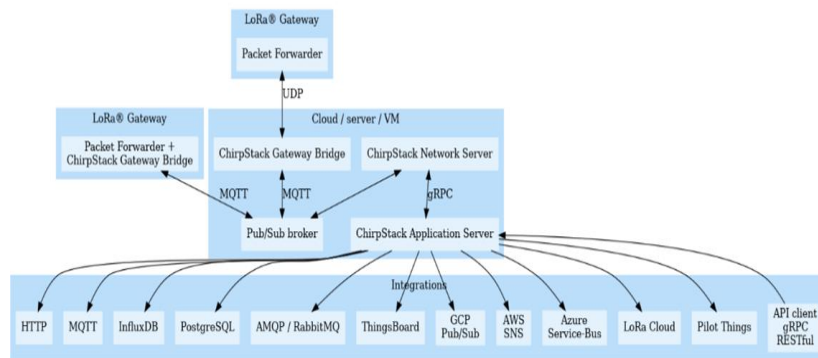 LoRa® Gateway
Packet Forwarder
UDP
LoRa® Gateway
Packet Forwarder +
ChirpStack Gateway Bridge
Cloud / server / VM
ChirpStack Gateway Bridge
ChirpStack Network Server
MQTT
MQTT
gRPC
Pub/Sub broker
ChirpStack Application Server
Integrations
HTTP
MQTT
InfluxDB
PostgreSQL
AMQP / RabbitMQ
ThingsBoard
GCP
Pub/Sub
AWS
SNS
Azure
Service-Bus
LoRa Cloud
Pilot Things
API client
gRPC
RESTful